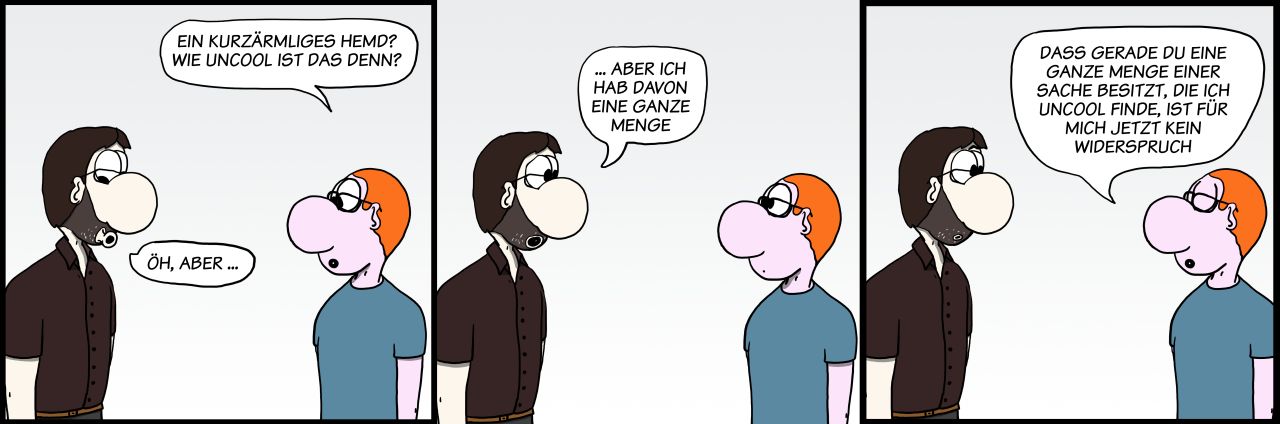 EIN KURZÄRMLIGES HEMD?
WIE UNCOOL IST DAS DENN?
ÖH, ABER ...
... ABER ICH
HAB DAVON
EINE GANZE
MENGE
DASS GERADE DU EINE
GANZE MENGE EINER
SACHE BESITZT, DIE ICH
UNCOOL FINDE, IST FÜR
MICH JETZT KEIN
WIDERSPRUCH